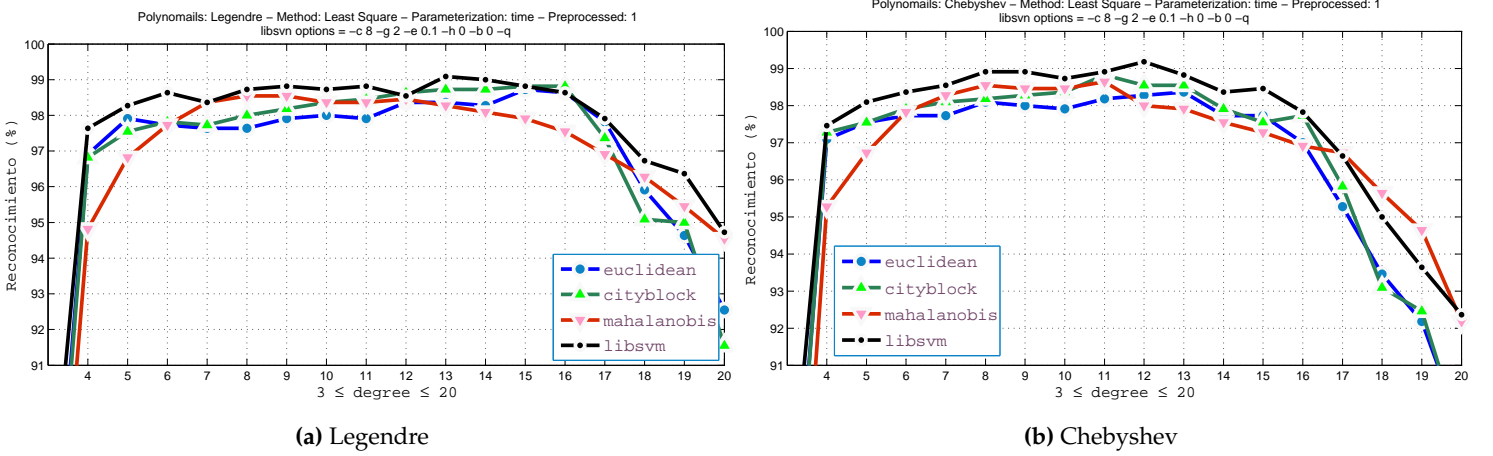 Polynomails: Legendre − Method: Least Square − Parameterization: time − Preprocessed: 1
libsvn options = −c 8 −g 2 −e 0.1 −h 0 −b 0 −q
100
99
98
97
96
95
94
93
92
91
Reconocimiento (%)
4 5 6 7 8 9 10 11 12 13 14 15 16 17 18 19 20
3 ≤ degree ≤ 20
euclidean
cityblock
mahalanobis
libsvm
(a) Legendre
Polynomails: Chebyshev − Method: Least Square − Parameterization: time − Preprocessed: 1
libsvn options = −c 8 −g 2 −e 0.1 −h 0 −b 0 −q
100
99
98
97
96
95
94
93
92
91
Reconocimiento (%)
4 5 6 7 8 9 10 11 12 13 14 15 16 17 18 19 20
3 ≤ degree ≤ 20
euclidean
cityblock
mahalanobis
libsvm
(b) Chebyshev